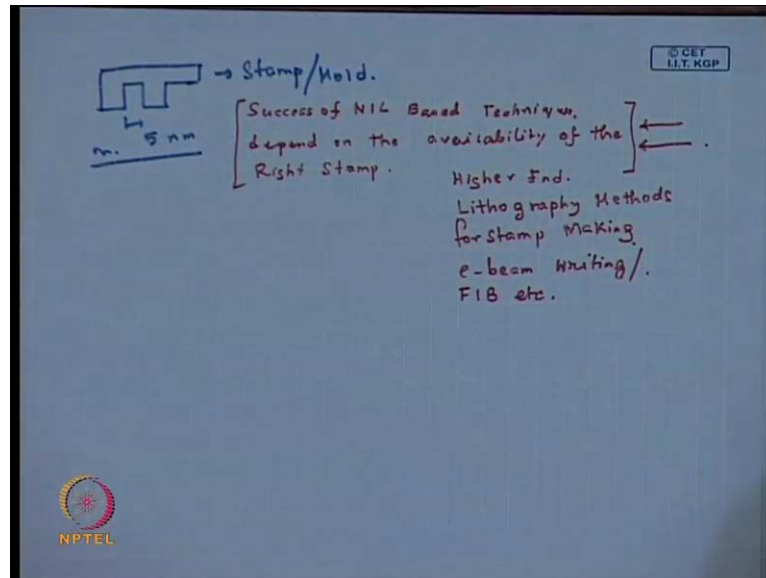 → Stamp/Mold.
© CET
I.I.T. KGP
5 nm
m.
Success of NIL Based Techniques,
depend on the availability of the
Right Stamp.
Higher End.
Lithography Methods
for Stamp Making
e-beam Writing/.
FIB etc.
NPTEL